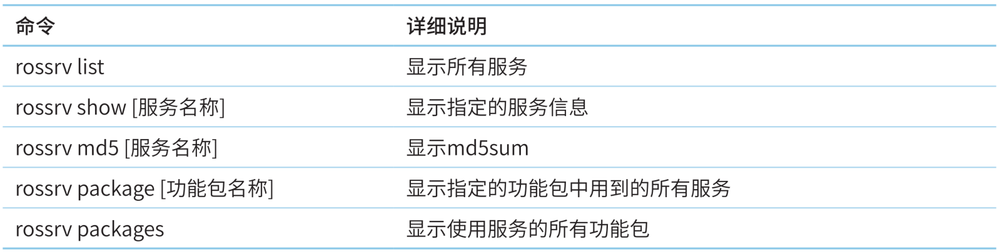 命令 详细说明
rossrv list 显示所有服务
rossrv show [服务名称] 显示指定的服务信息
rossrv md5 [服务名称] 显示md5sum
rossrv package [功能包名称] 显示指定的功能包中用到的所有服务
rossrv packages 显示使用服务的所有功能包